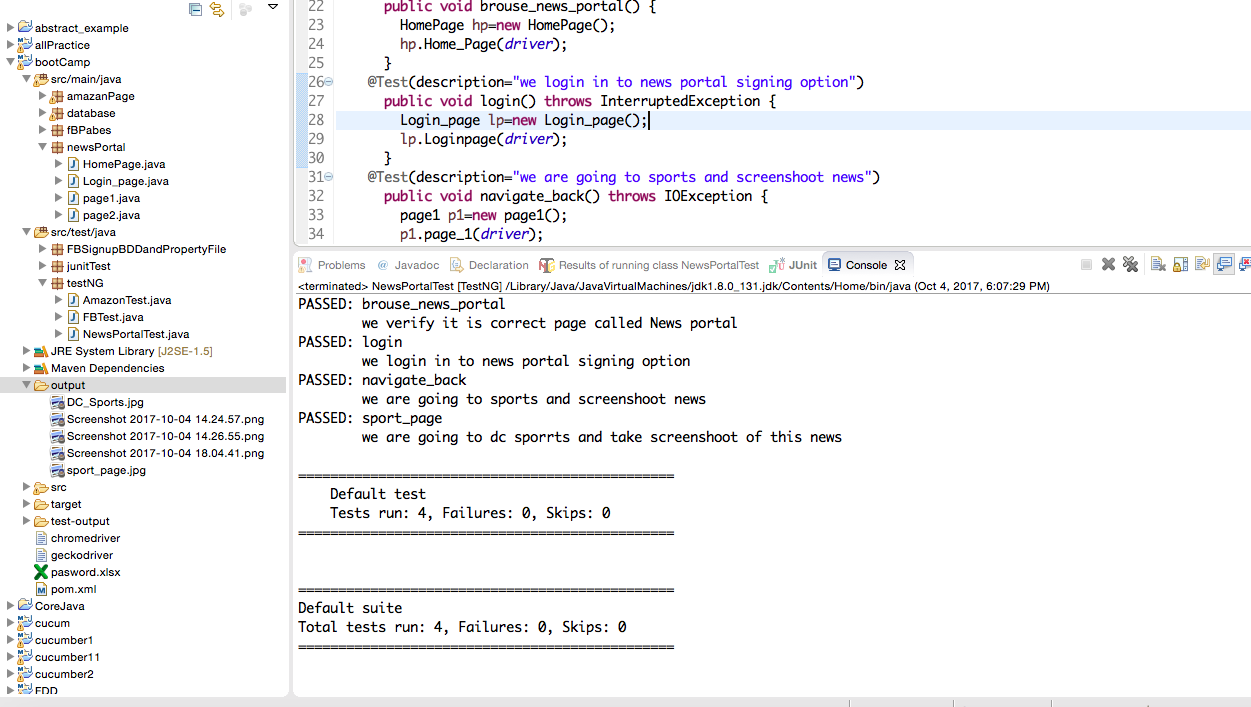 abstract_example
allPractice
bootCamp
src/main/java
amazanPage
database
fBPabes
newsPortal
HomePage.java
Login_page.java
page1.java
page2.java
src/test/java
FBSignupBDDandPropertyFile
junitTest
testNG
AmazonTest.java
FBTest.java
NewsPortalTest.java
JRE System Library [J2SE-1.5]
Maven Dependencies
output
DC_Sports.jpg
Screenshot 2017-10-04 14.24.57.png
Screenshot 2017-10-04 14.26.55.png
Screenshot 2017-10-04 18.04.41.png
sport_page.jpg
src
target
test-output
chromedriver
geckodriver
pasword.xlsx
pom.xml
CoreJava
cucum
cucumber1
cucumber11
cucumber2
FDD
22 public void brouse_news_portal() {
23 HomePage hp=new HomePage();
24 hp.Home_Page(driver);
25 }
26 @Test(description="we login in to news portal signing option")
27 public void login() throws InterruptedException {
28 Login_page lp=new Login_page();
29 lp.Loginpage(driver);
30 }
31 @Test(description="we are going to sports and screenshoot news")
32 public void navigate_back() throws IOException {
33 page1 p1=new page1();
34 p1.page_1(driver);
Problems @ Javadoc Declaration Results of running class NewsPortalTest JUnit Console
<terminated> NewsPortalTest [TestNG] /Library/Java/JavaVirtualMachines/jdk1.8.0_131.jdk/Contents/Home/bin/java (Oct 4, 2017, 6:07:29 PM)
PASSED: brouse_news_portal
we verify it is correct page called News portal
PASSED: login
we login in to news portal signing option
PASSED: navigate_back
we are going to sports and screenshoot news
PASSED: sport_page
we are going to dc sporrts and take screenshoot of this news
===============================================
Default test
Tests run: 4, Failures: 0, Skips: 0
===============================================
===============================================
Default suite
Total tests run: 4, Failures: 0, Skips: 0
===============================================